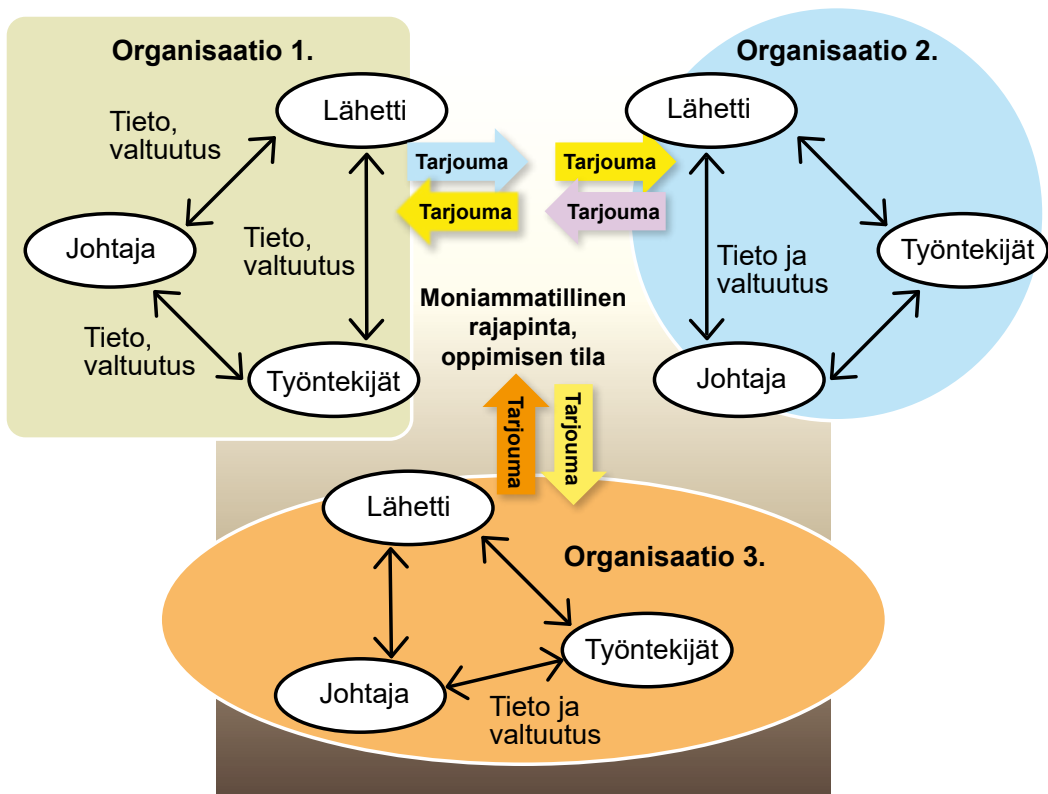 Organisaatio 1.
Lähetti
Tieto,
valtuutus
Johtaja
Tieto,
valtuutus
Tieto,
valtuutus
Työntekijät
Tarjouma
Tarjouma
Tarjouma
Tarjouma
Organisaatio 2.
Lähetti
Työntekijät
Tieto ja
valtuutus
Johtaja
Moniammatillinen
rajapinta,
oppimisen tila
Tarjouma
Tarjouma
Lähetti
Organisaatio 3.
Työntekijät
Johtaja
Tieto ja
valtuutus